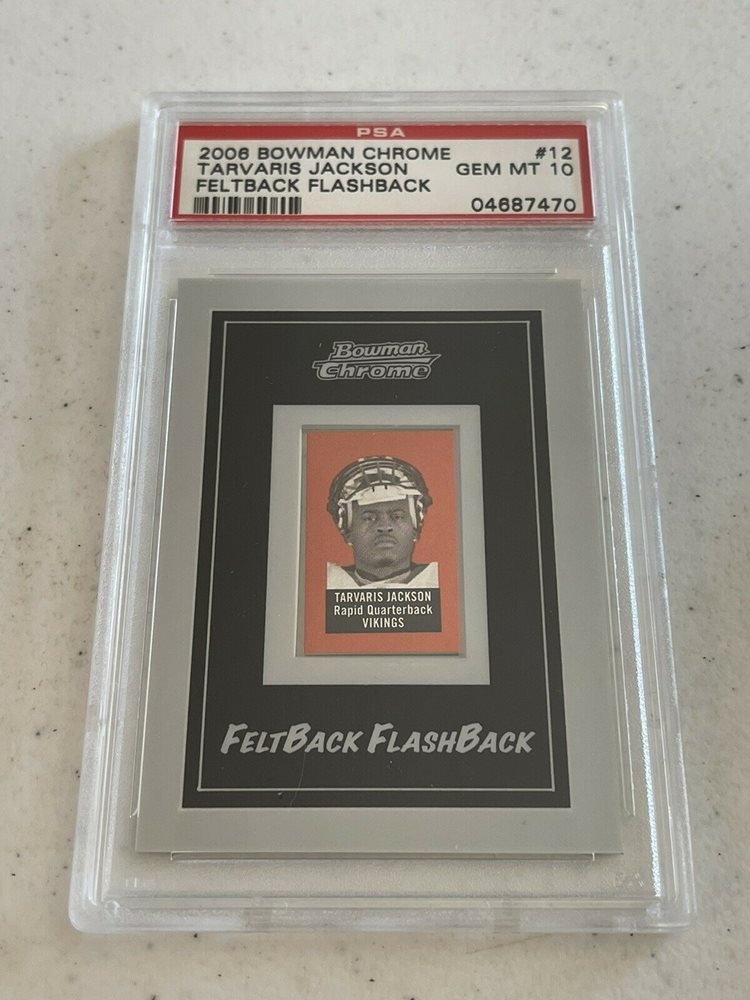 PSA
2006 BOWMAN CHROME #12
TARVARIS JACKSON GEM MT 10
FELTBACK FLASHBACK
04687470
Bowman
Chrome
TARVARIS JACKSON
Rapid Quarterback
VIKINGS
FELTBACK FLASHBACK